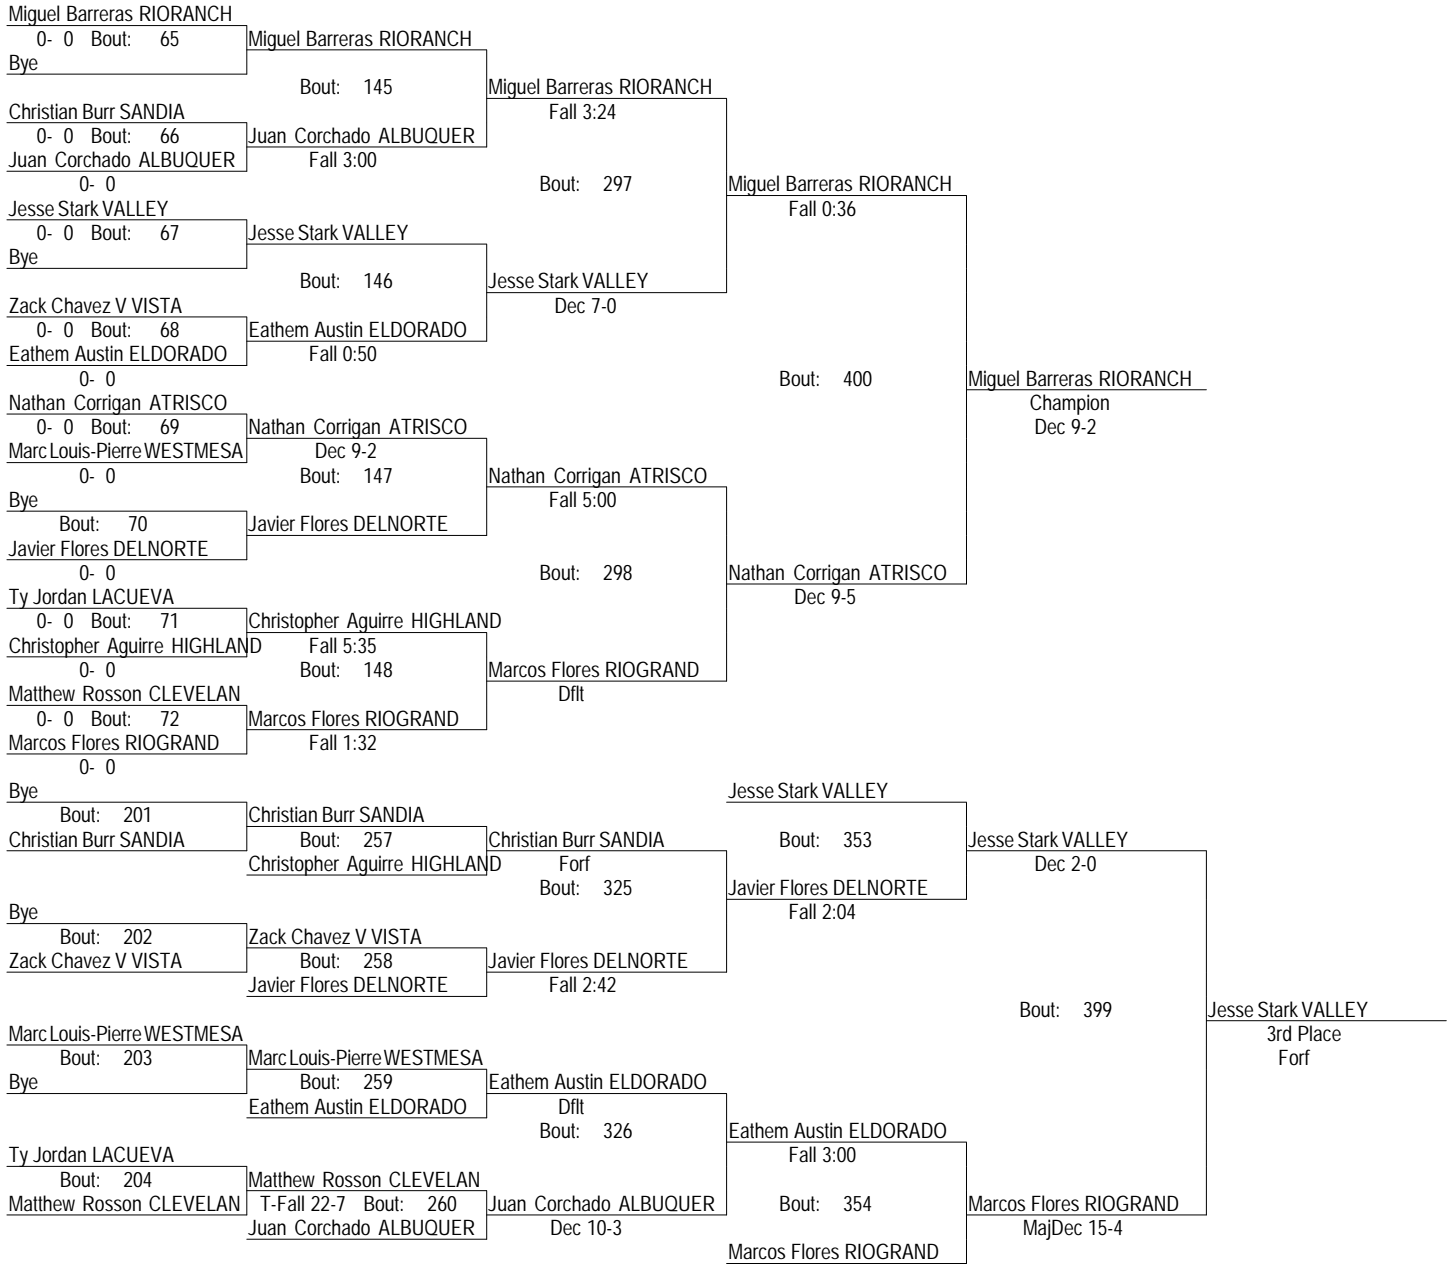 Miguel Barreras RIORANCH
0- 0 Bout: 65 Miguel Barreras RIORANCH
Bye
Bout: 145 Miguel Barreras RIORANCH
Christian Burr SANDIA Fall 3:24
0- 0 Bout: 66 Juan Corchado ALBUQUER
Juan Corchado ALBUQUER Fall 3:00
0- 0 Bout: 297 Miguel Barreras RIORANCH
Jesse Stark VALLEY Fall 0:36
0- 0 Bout: 67 Jesse Stark VALLEY
Bye
Bout: 146 Jesse Stark VALLEY
Zack Chavez V VISTA Dec 7-0
0- 0 Bout: 68 Eathem Austin ELDORADO
Eathem Austin ELDORADO Fall 0:50
0- 0 Bout: 400 Miguel Barreras RIORANCH
Nathan Corrigan ATRISCO Champion
0- 0 Bout: 69 Nathan Corrigan ATRISCO Dec 9-2
Marc Louis-Pierre WESTMESA Dec 9-2
0- 0 Bout: 147 Nathan Corrigan ATRISCO
Bye Fall 5:00
Bout: 70 Javier Flores DELNORTE
Javier Flores DELNORTE
0- 0 Bout: 298 Nathan Corrigan ATRISCO
Ty Jordan LACUEVA Dec 9-5
0- 0 Bout: 71 Christopher Aguirre HIGHLAND
Christopher Aguirre HIGHLAND Fall 5:35
0- 0 Bout: 148 Marcos Flores RIOGRAND
Matthew Rosson CLEVELAN Dflt
0- 0 Bout: 72 Marcos Flores RIOGRAND
Marcos Flores RIOGRAND Fall 1:32
0- 0
Bye Jesse Stark VALLEY
Bout: 201 Christian Burr SANDIA
Christian Burr SANDIA Bout: 257 Christian Burr SANDIA Bout: 353 Jesse Stark VALLEY
Christopher Aguirre HIGHLAND Forf Dec 2-0
Bout: 325 Javier Flores DELNORTE
Bye Fall 2:04
Bout: 202 Zack Chavez V VISTA
Zack Chavez V VISTA Bout: 258 Javier Flores DELNORTE
Javier Flores DELNORTE Fall 2:42
Bout: 399 Jesse Stark VALLEY
Marc Louis-Pierre WESTMESA 3rd Place
Bout: 203 Marc Louis-Pierre WESTMESA Forf
Bye Bout: 259 Eathem Austin ELDORADO
Eathem Austin ELDORADO Dflt
Bout: 326 Eathem Austin ELDORADO
Ty Jordan LACUEVA Fall 3:00
Bout: 204 Matthew Rosson CLEVELAN
Matthew Rosson CLEVELAN T-Fall 22-7 Bout: 260 Juan Corchado ALBUQUER Bout: 354 Marcos Flores RIOGRAND
Juan Corchado ALBUQUER Dec 10-3 MajDec 15-4
Marcos Flores RIOGRAND